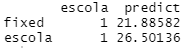 escola predict
fixed 1 21.88582
escola 1 26.50136